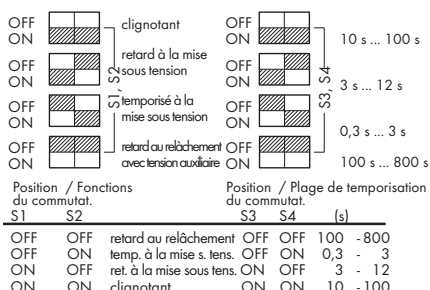 OFF
ON
clignotant
OFF
ON
retard à la mise
sous tension
OFF
ON
temporisé à la
mise sous tension
OFF
ON
retard au relâchement
avec tension auxiliaire
S1, S2
OFF
ON
10 s ... 100 s
OFF
ON
3 s ... 12 s
OFF
ON
0,3 s ... 3 s
OFF
ON
100 s ... 800 s
S3, S4
Position / Fonctions
du commutat.
S1 S2
Position / Plage de temporisation
du commutat.
S3 S4 (s)
OFF OFF retard au relâchement OFF OFF 100 - 800
OFF ON temp. à la mise s. tens. OFF ON 0,3 - 3
ON OFF ret. à la mise sous tens. ON OFF 3 - 12
ON ON clignotant ON ON 10 - 100